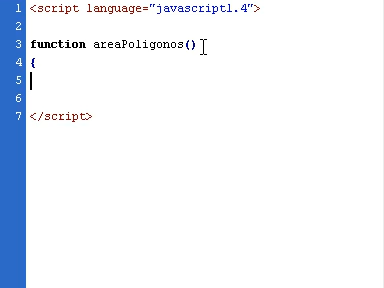 1 <script language="javascript1.4">
2
3 function areaPoligonos()
4 {
5
6
7 </script>